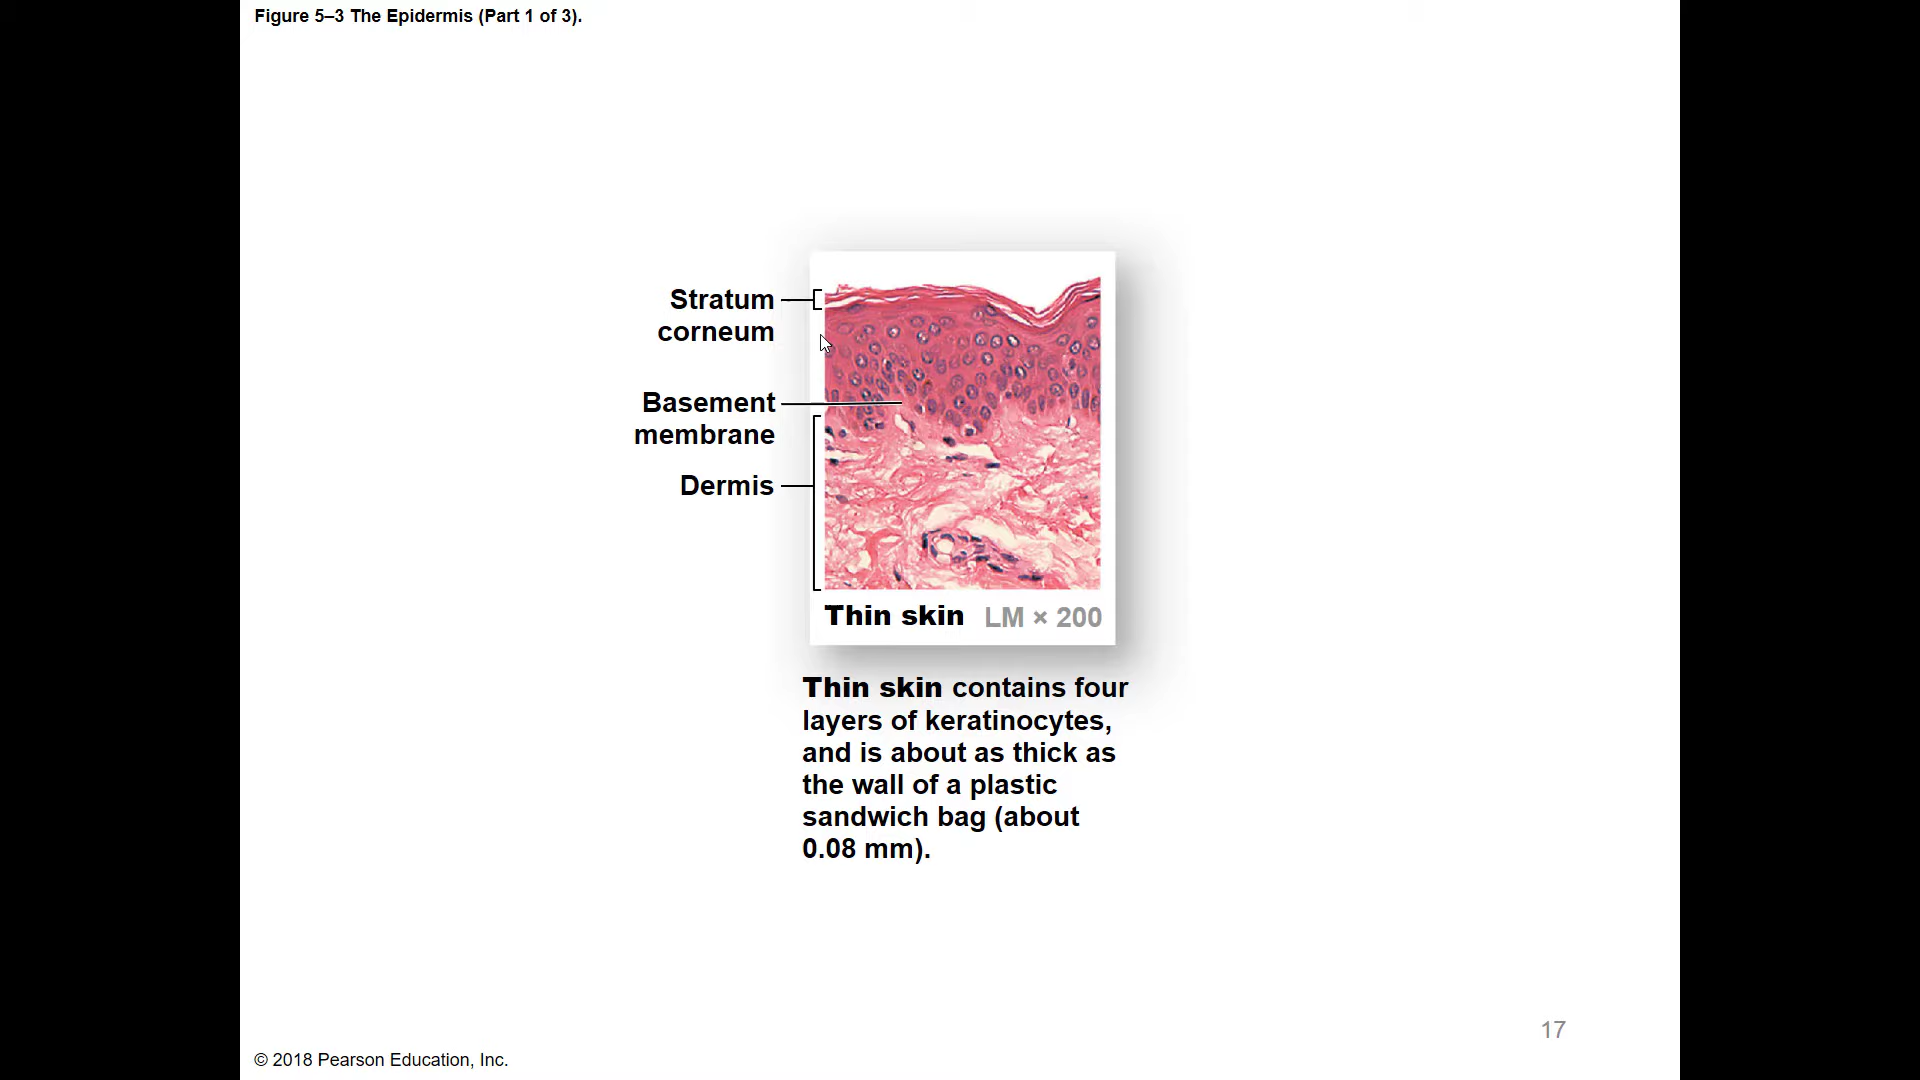 Figure 5–3 The Epidermis (Part 1 of 3).
Stratum
corneum
Basement
membrane
Dermis
Thin skin LM × 200
Thin skin contains four
layers of keratinocytes,
and is about as thick as
the wall of a plastic
sandwich bag (about
0.08 mm).
17
© 2018 Pearson Education, Inc.